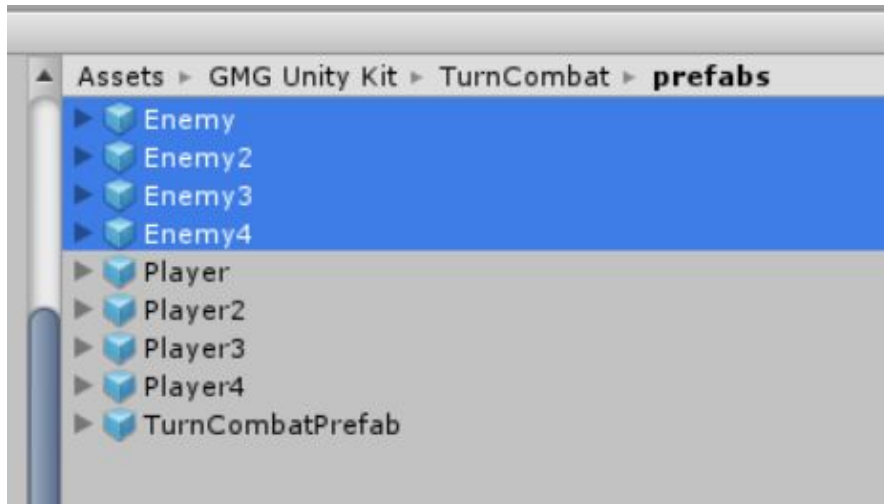 Assets ▸ GMG Unity Kit ▸ TurnCombat ▸ prefabs
Enemy
Enemy2
Enemy3
Enemy4
Player
Player2
Player3
Player4
TurnCombatPrefab